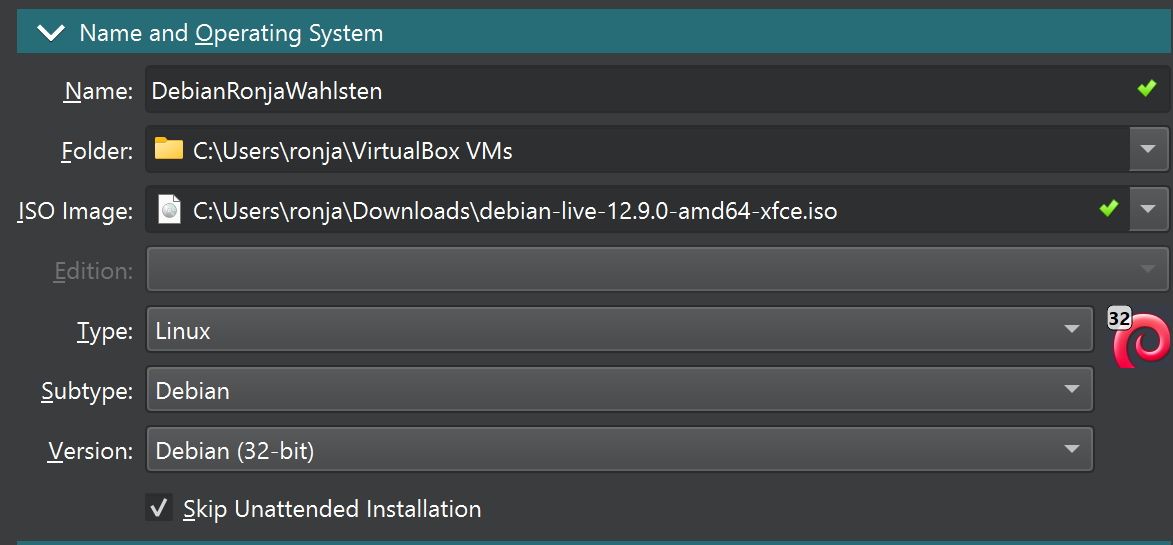 Name and Operating System
Name: DebianRonjaWahlsten
Folder: C:\Users\ronja\VirtualBox VMs
ISO Image: C:\Users\ronja\Downloads\debian-live-12.9.0-amd64-xfce.iso
Edition:
Type: Linux
32
Subtype: Debian
Version: Debian (32-bit)
Skip Unattended Installation